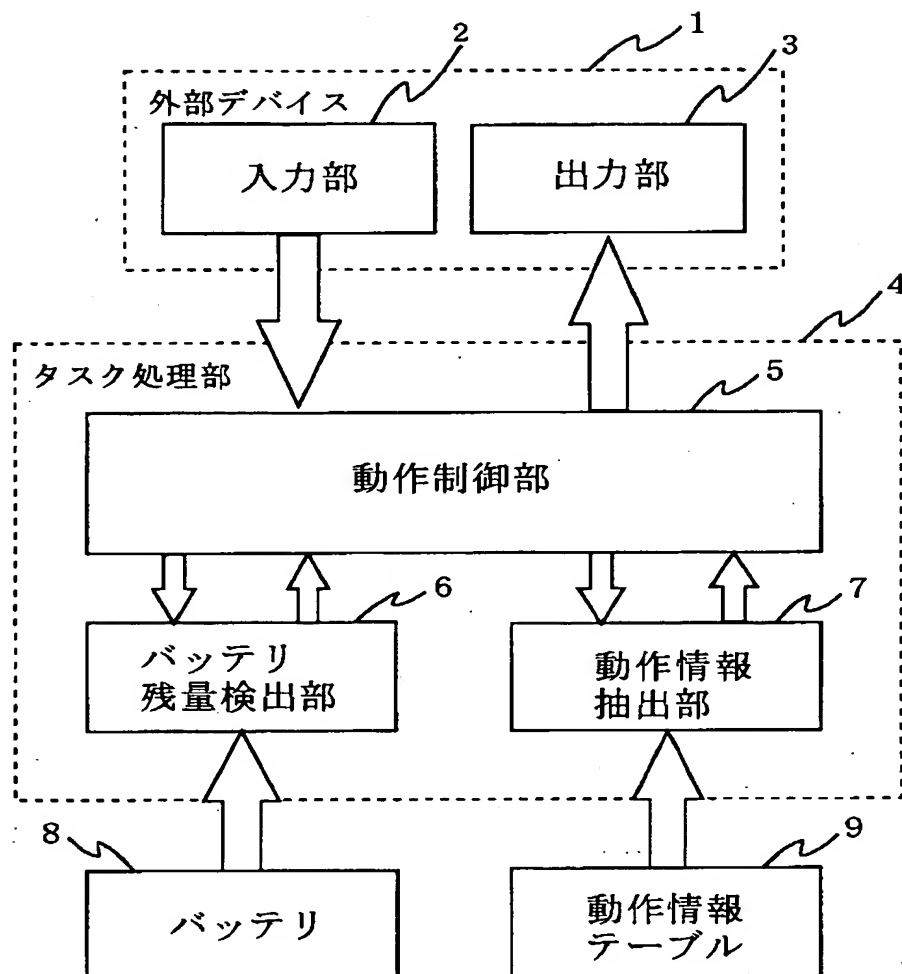 1
2
3
外部デバイス
入力部
出力部
4
タスク処理部
5
動作制御部
6
7
バッテリ
残量検出部
動作情報
抽出部
8
9
バッテリ
動作情報
テーブル